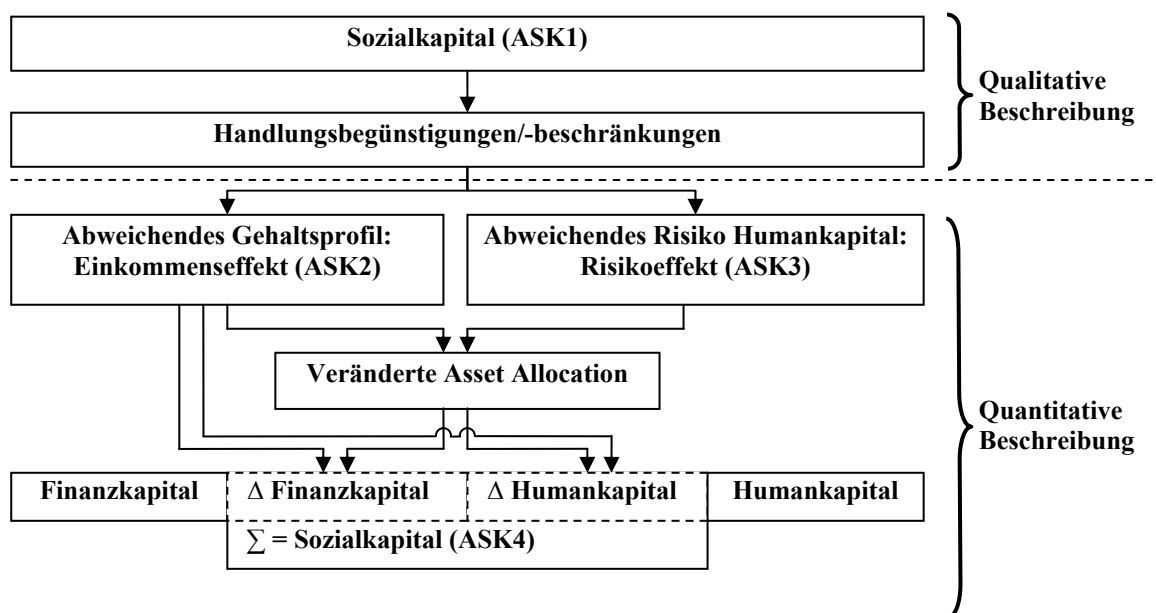 Sozialkapital (ASK1)
Qualitative
Beschreibung
Handlungsbegünstigungen/-beschränkungen
Abweichendes Gehaltsprofil:
Einkommenseffekt (ASK2)
Abweichendes Risiko Humankapital:
Risikoeffekt (ASK3)
Veränderte Asset Allocation
Quantitative
Beschreibung
Finanzkapital
Δ Finanzkapital
Δ Humankapital
Humankapital
∑ = Sozialkapital (ASK4)